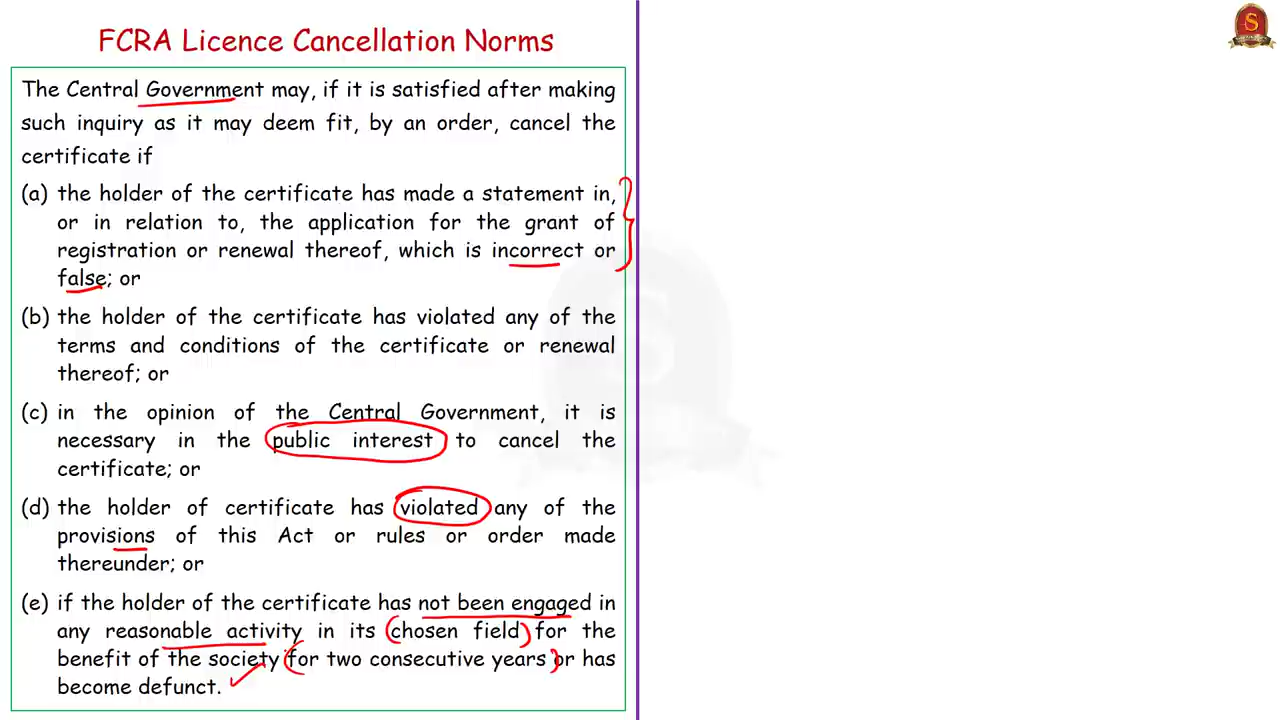 FCRA Licence Cancellation Norms
The Central Government may, if it is satisfied after making
such inquiry as it may deem fit, by an order, cancel the
certificate if
(a) the holder of the certificate has made a statement in,
or in relation to, the application for the grant of
registration or renewal thereof, which is incorrect or
false; or
(b) the holder of the certificate has violated any of the
terms and conditions of the certificate or renewal
thereof; or
(c) in the opinion of the Central Government, it is
necessary in the public interest to cancel the
certificate; or
(d) the holder of certificate has violated any of the
provisions of this Act or rules or order made
thereunder; or
(e) if the holder of the certificate has not been engaged in
any reasonable activity in its chosen field for the
benefit of the society for two consecutive years or has
become defunct.
S